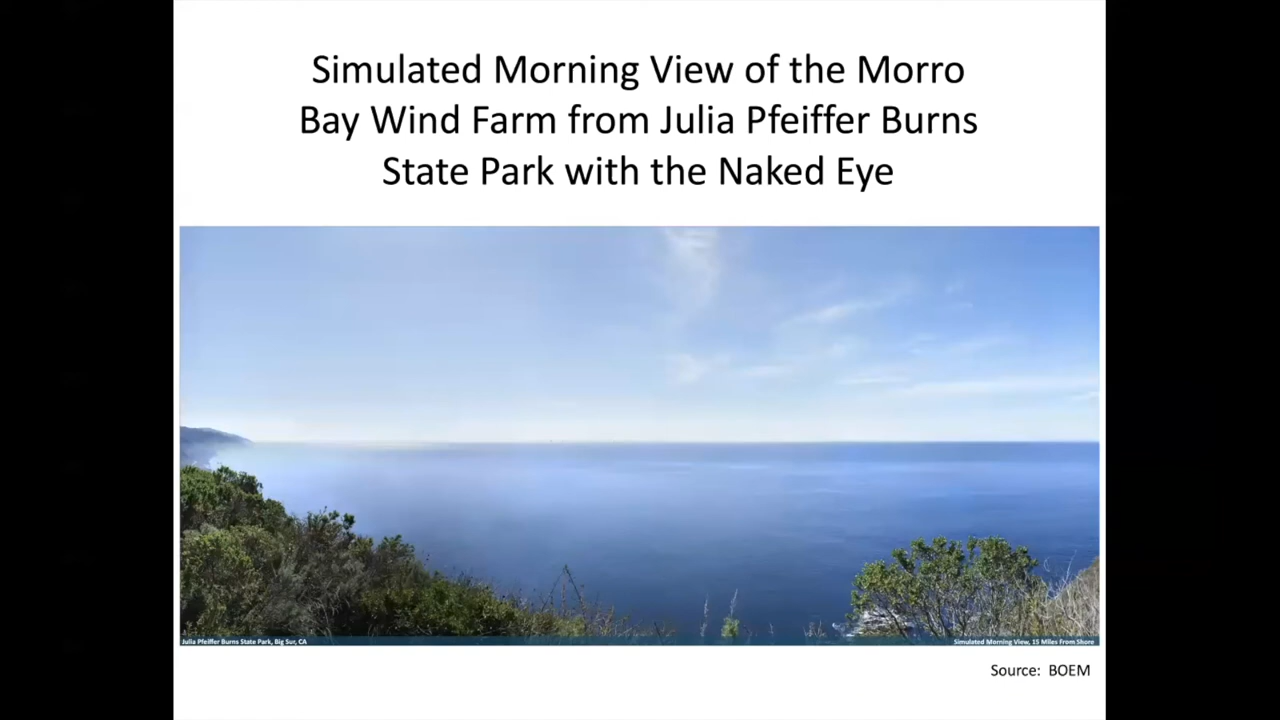 Simulated Morning View of the Morro
Bay Wind Farm from Julia Pfeiffer Burns
State Park with the Naked Eye
Julia Pfeiffer Burns State Park, Big Sur, CA
Simulated Morning View, 15 Miles From Shore
Source: BOEM